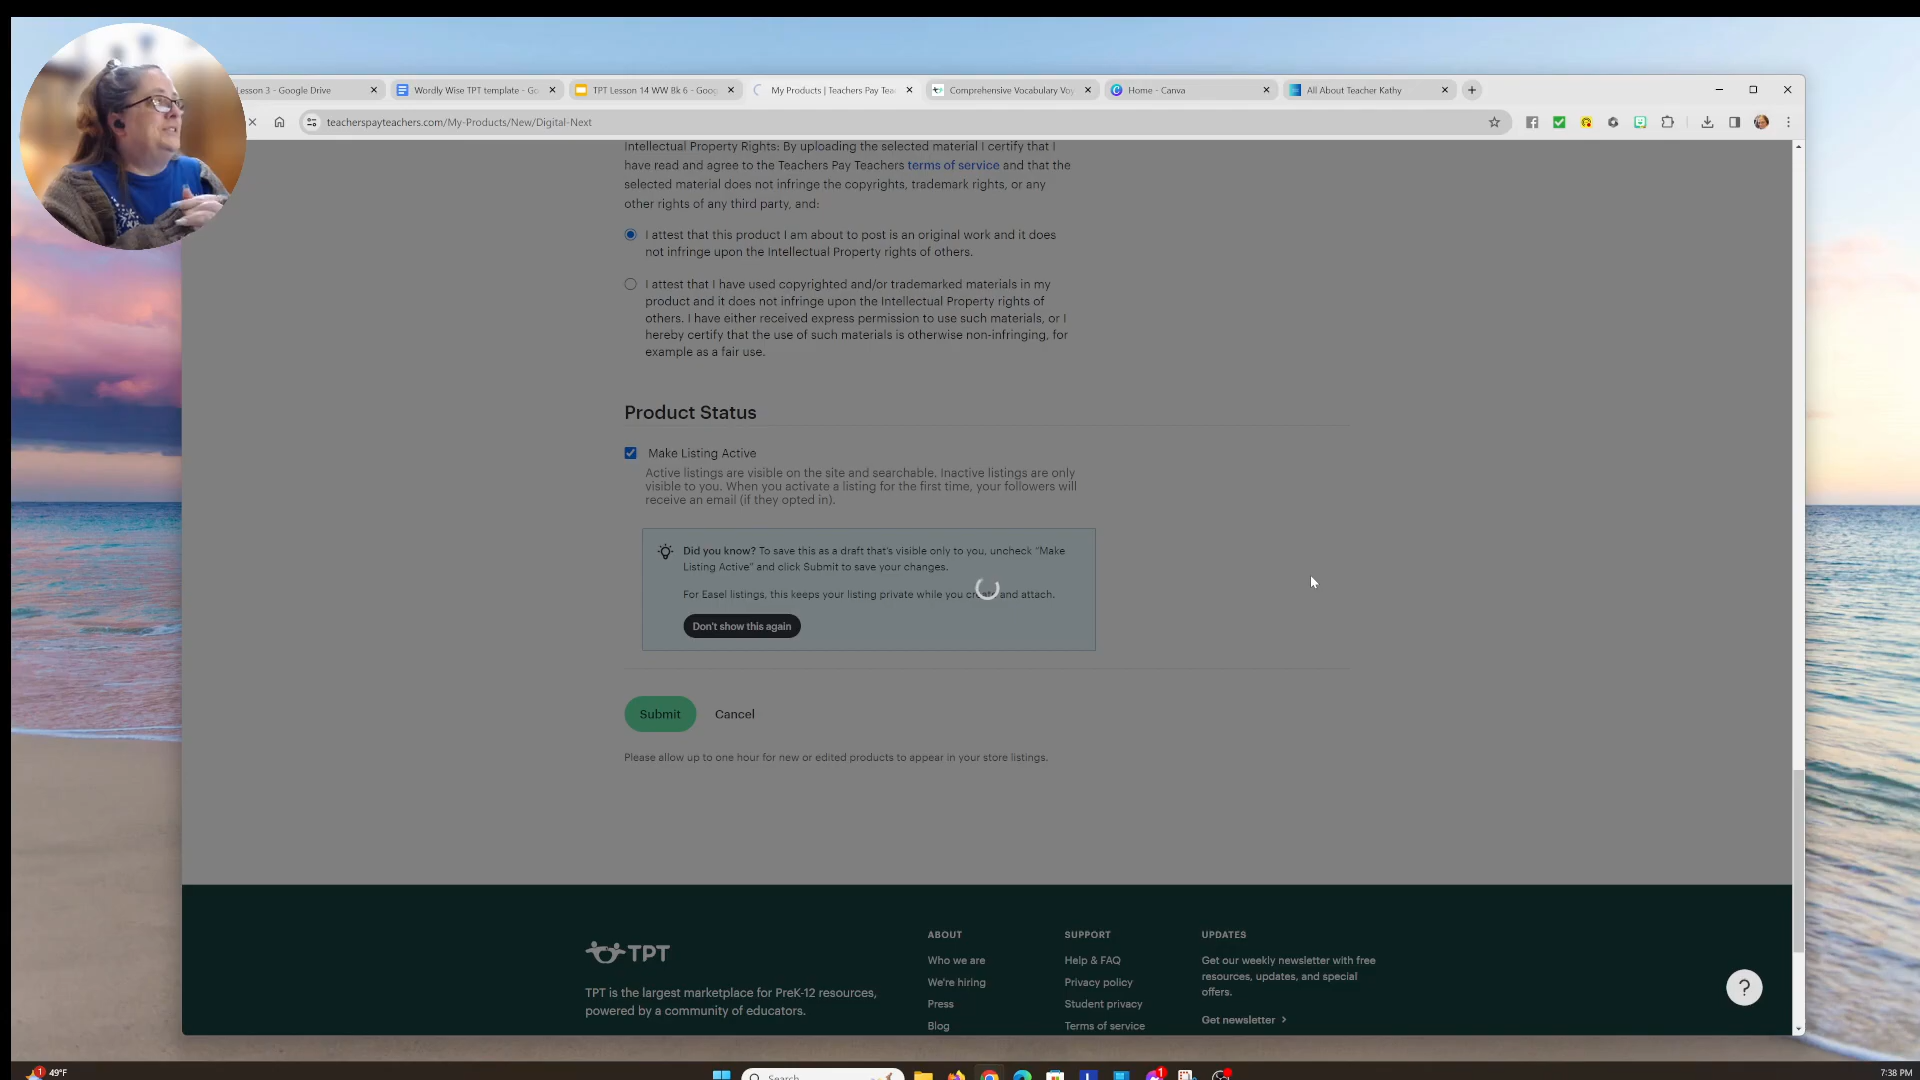 Lesson 3 - Google Drive
Wordly Wise TPT template - Go
TPT Lesson 14 WW Bk 6 - Goog
My Products | Teachers Pay Tea
Comprehensive Vocabulary Voy
Home - Canva
All About Teacher Kathy
teacherspayteachers.com/My-Products/New/Digital-Next
Intellectual Property Rights: By uploading the selected material I certify that I
have read and agree to the Teachers Pay Teachers terms of service and that the
selected material does not infringe the copyrights, trademark rights, or any
other rights of any third party, and:
I attest that this product I am about to post is an original work and it does
not infringe upon the Intellectual Property rights of others.
I attest that I have used copyrighted and/or trademarked materials in my
product and it does not infringe upon the Intellectual Property rights of
others. I have either received express permission to use such materials, or I
hereby certify that the use of such materials is otherwise non-infringing, for
example as a fair use.
Product Status
Make Listing Active
Active listings are visible on the site and searchable. Inactive listings are only
visible to you. When you activate a listing for the first time, your followers will
receive an email (if they opted in).
Did you know? To save this as a draft that's visible only to you, uncheck "Make
Listing Active" and click Submit to save your changes.
For Easel listings, this keeps your listing private while you create and attach.
Don't show this again
Submit
Cancel
Please allow up to one hour for new or edited products to appear in your store listings.
TPT
TPT is the largest marketplace for PreK-12 resources,
powered by a community of educators.
ABOUT
Who we are
We're hiring
Press
Blog
SUPPORT
Help & FAQ
Privacy policy
Student privacy
Terms of service
UPDATES
Get our weekly newsletter with free
resources, updates, and special
offers.
Get newsletter
?
1
49°F
Search
1
7:38 PM